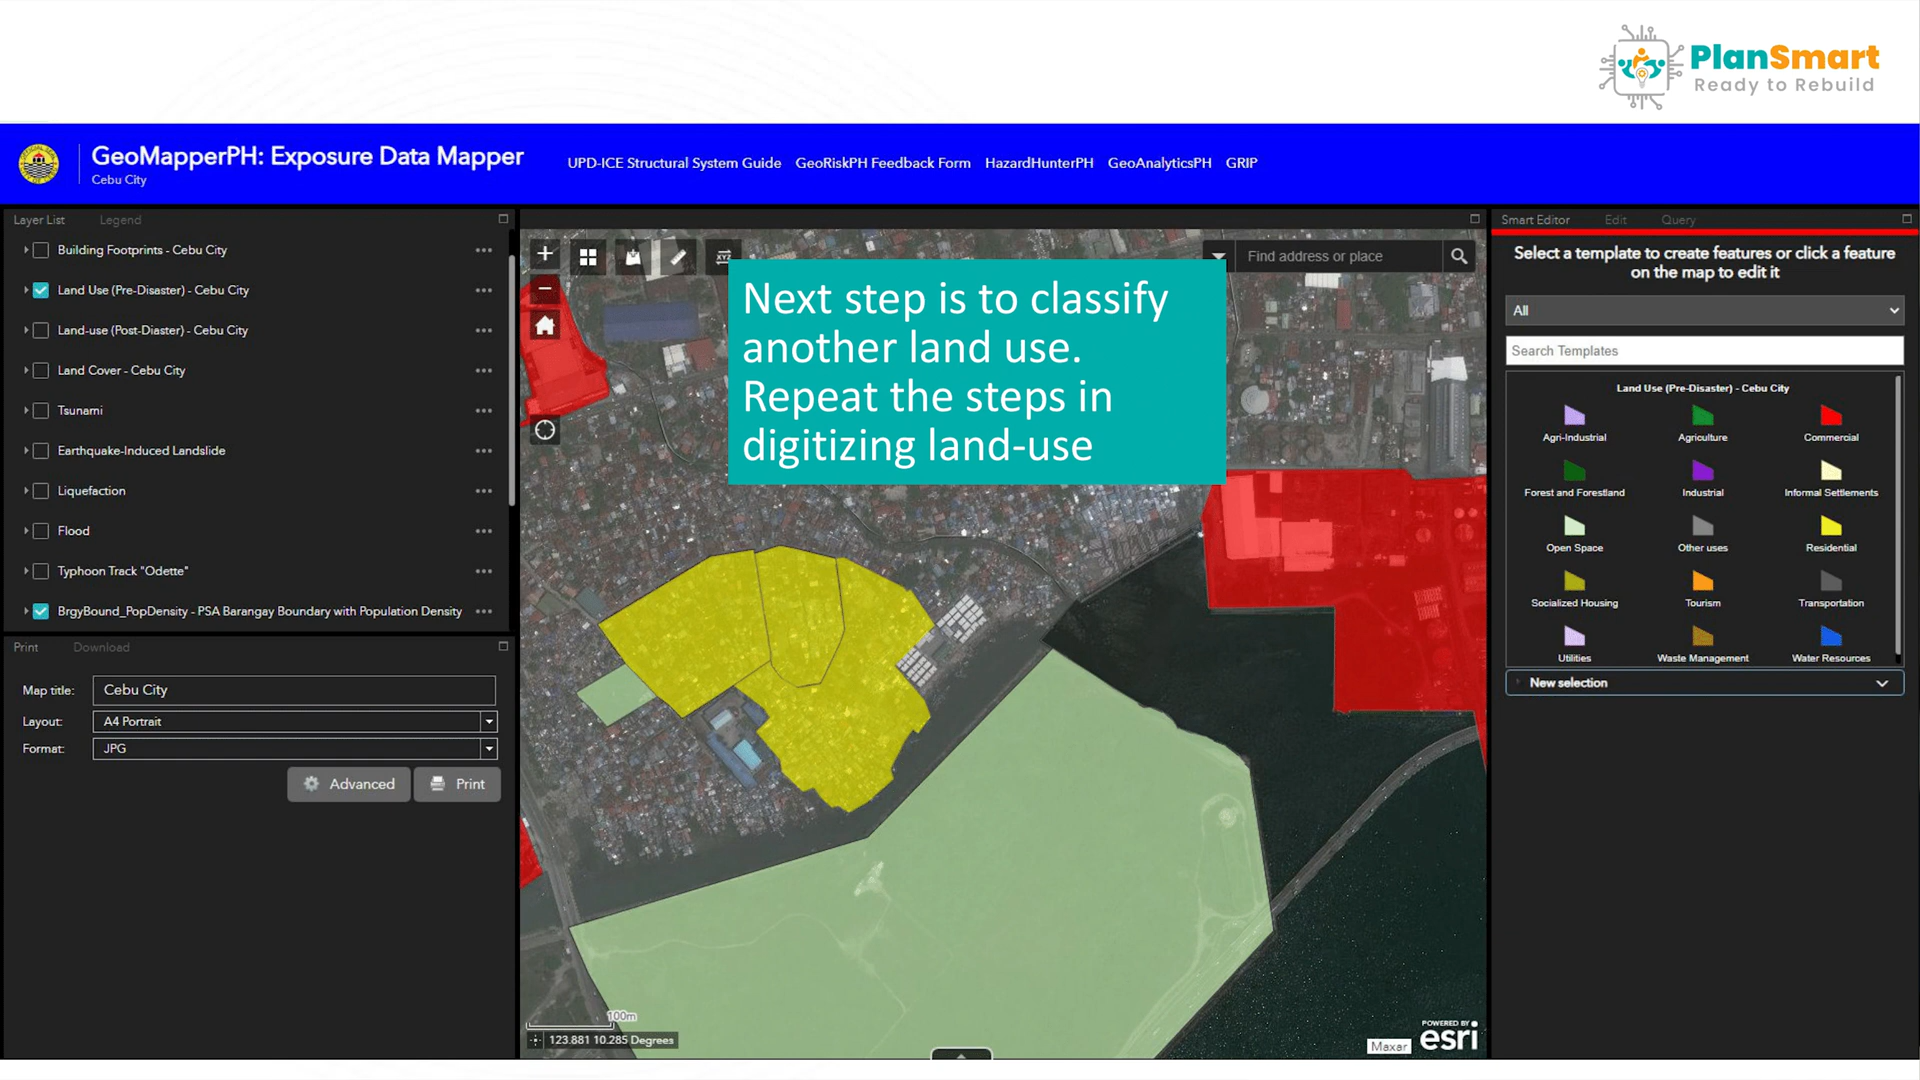 PlanSmart
Ready to Rebuild
GeoMapperPH: Exposure Data Mapper
Cebu City
UPD-ICE Structural System Guide GeoRiskPH Feedback Form HazardHunterPH GeoAnalyticsPH GRIP
Layer List Legend
Building Footprints - Cebu City
Land Use (Pre-Disaster) - Cebu City
Land-use (Post-Diaster) - Cebu City
Land Cover - Cebu City
Tsunami
Earthquake-Induced Landslide
Liquefaction
Flood
Typhoon Track "Odette"
BrgyBound_PopDensity - PSA Barangay Boundary with Population Density
Print Download
Map title: Cebu City
Layout: A4 Portrait
Format: JPG
Advanced Print
XYZ
Find address or place
Next step is to classify
another land use.
Repeat the steps in
digitizing land-use
100m
123.881 10.285 Degrees
Maxar
POWERED BY
esri
Smart Editor Edit Query
Select a template to create features or click a feature
on the map to edit it
All
Search Templates
Land Use (Pre-Disaster) - Cebu City
Agri-Industrial Agriculture Commercial
Forest and Forestland Industrial Informal Settlements
Open Space Other uses Residential
Socialized Housing Tourism Transportation
Utilities Waste Management Water Resources
New selection